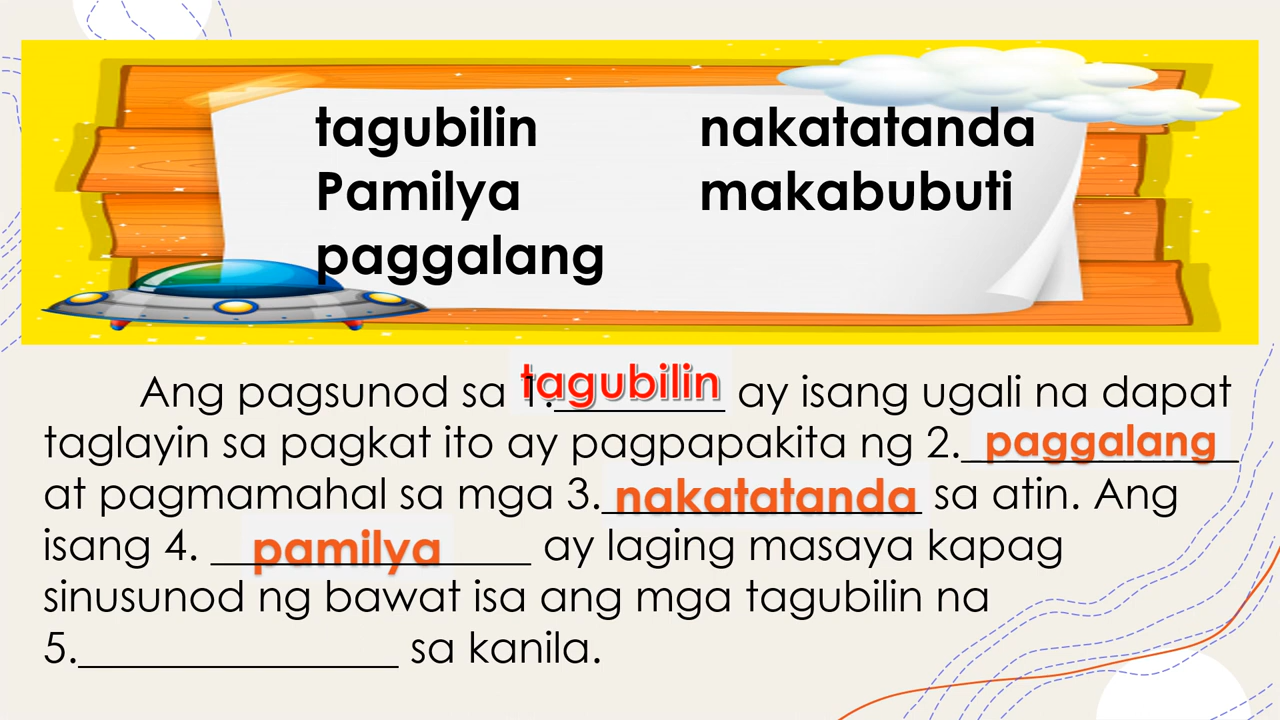 tagubilin nakatatanda
Pamilya makabubuti
paggalang
Ang pagsunod sa 1.tagubilin ay isang ugali na dapat
taglayin sa pagkat ito ay pagpapakita ng 2.paggalang
at pagmamahal sa mga 3.nakatatanda sa atin. Ang
isang 4. pamilya ay laging masaya kapag
sinusunod ng bawat isa ang mga tagubilin na
5.______________ sa kanila.